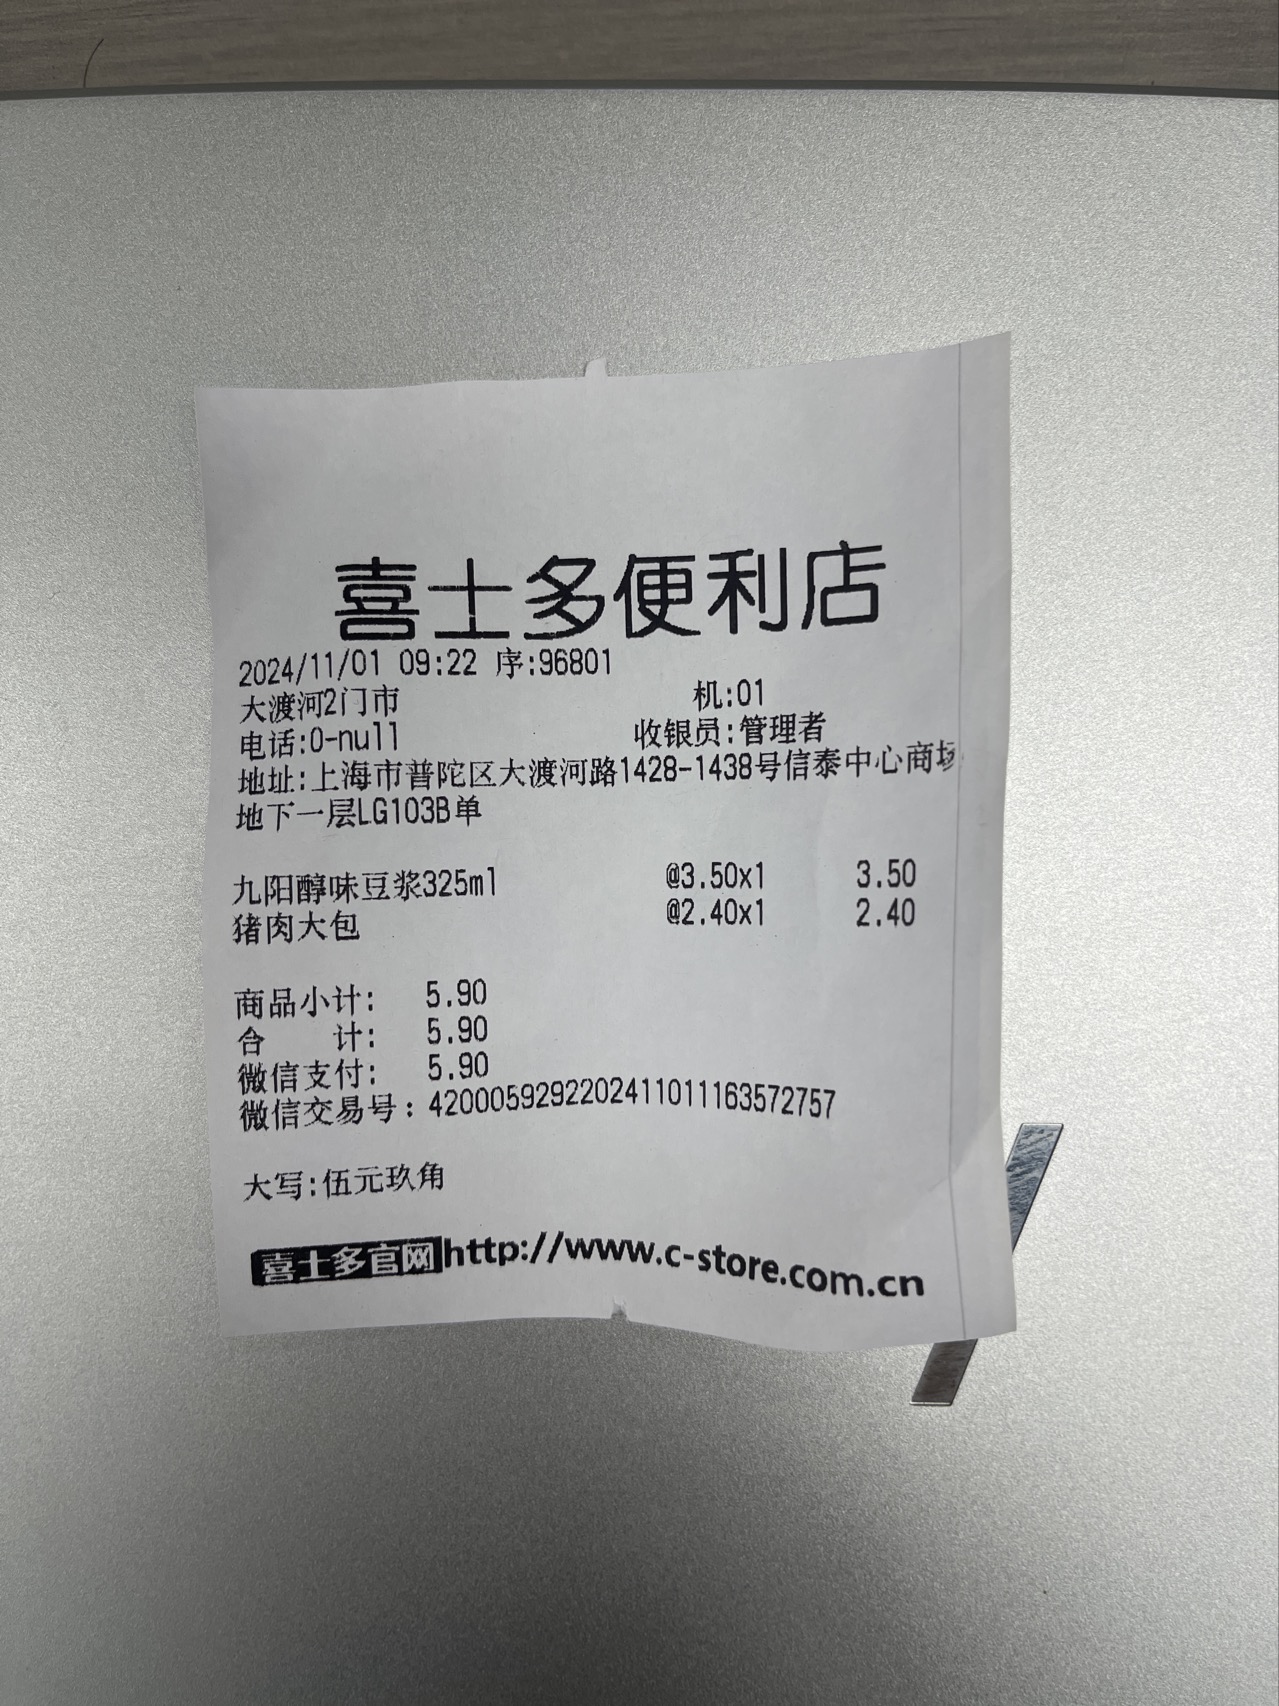 喜士多便利店
2024/11/01 09:22 序:96801
大渡河2门市 机:01
电话:0-null 收银员:管理者
地址:上海市普陀区大渡河路1428-1438号信泰中心商场
地下一层LG103B单
九阳醇味豆浆325ml @3.50x1 3.50
猪肉大包 @2.40x1 2.40
商品小计: 5.90
合 计: 5.90
微信支付: 5.90
微信交易号: 4200059292202411011163572757
大写:伍元玖角
喜士多官网http://www.c-store.com.cn